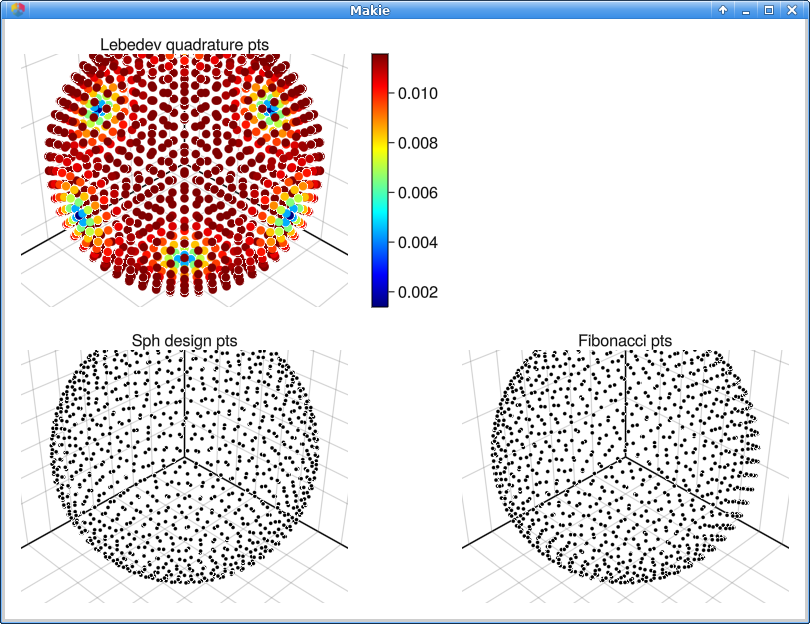 Makie
Lebedev quadrature pts
0.010
0.008
0.006
0.004
0.002
Sph design pts
Fibonacci pts